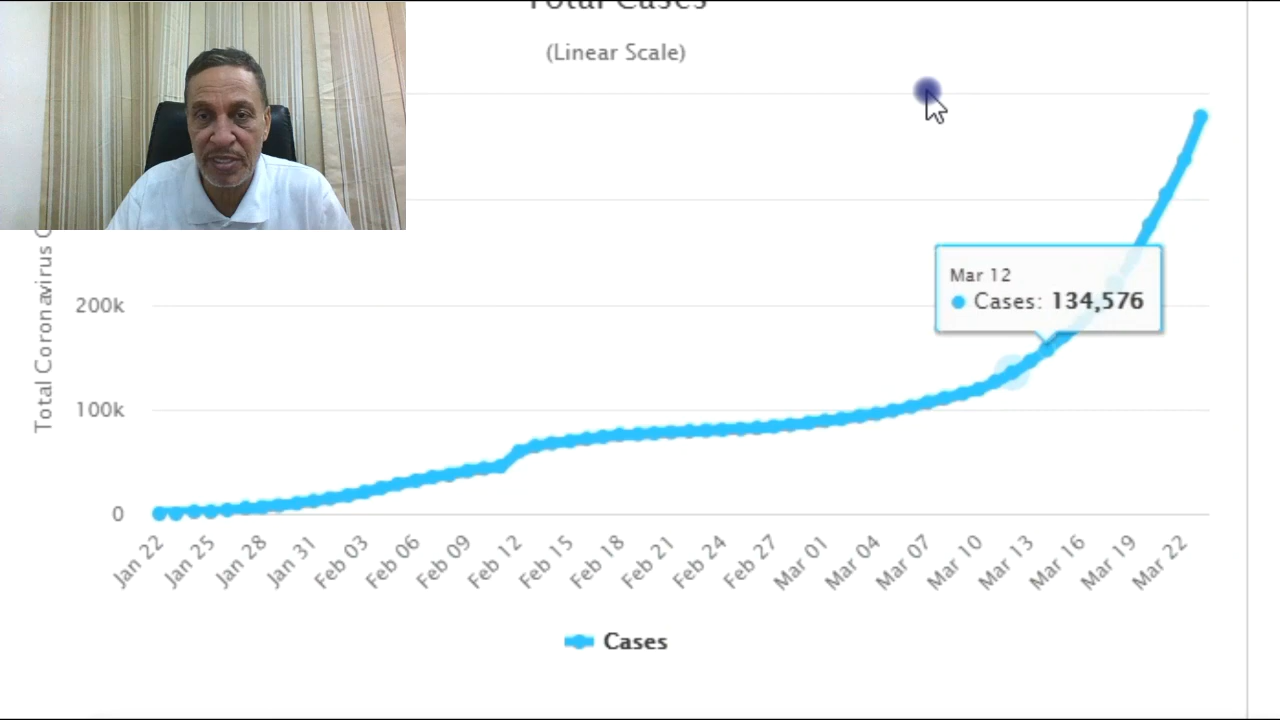 Total Cases
(Linear Scale)
Total Coronavirus
200k
100k
0
Mar 12
Cases: 134,576
Jan 22
Jan 25
Jan 28
Jan 31
Feb 03
Feb 06
Feb 09
Feb 12
Feb 15
Feb 18
Feb 21
Feb 24
Feb 27
Mar 01
Mar 04
Mar 07
Mar 10
Mar 13
Mar 16
Mar 19
Mar 22
Cases